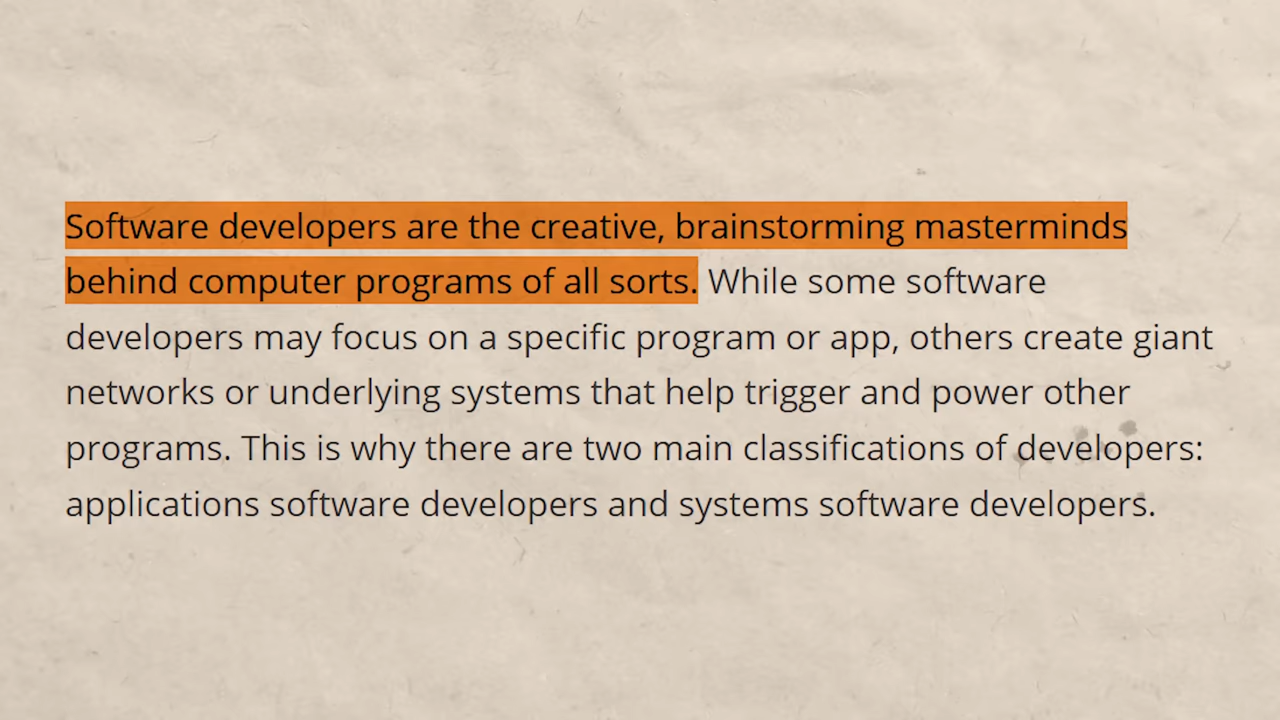 Software developers are the creative, brainstorming masterminds
behind computer programs of all sorts. While some software
developers may focus on a specific program or app, others create giant
networks or underlying systems that help trigger and power other
programs. This is why there are two main classifications of developers:
applications software developers and systems software developers.